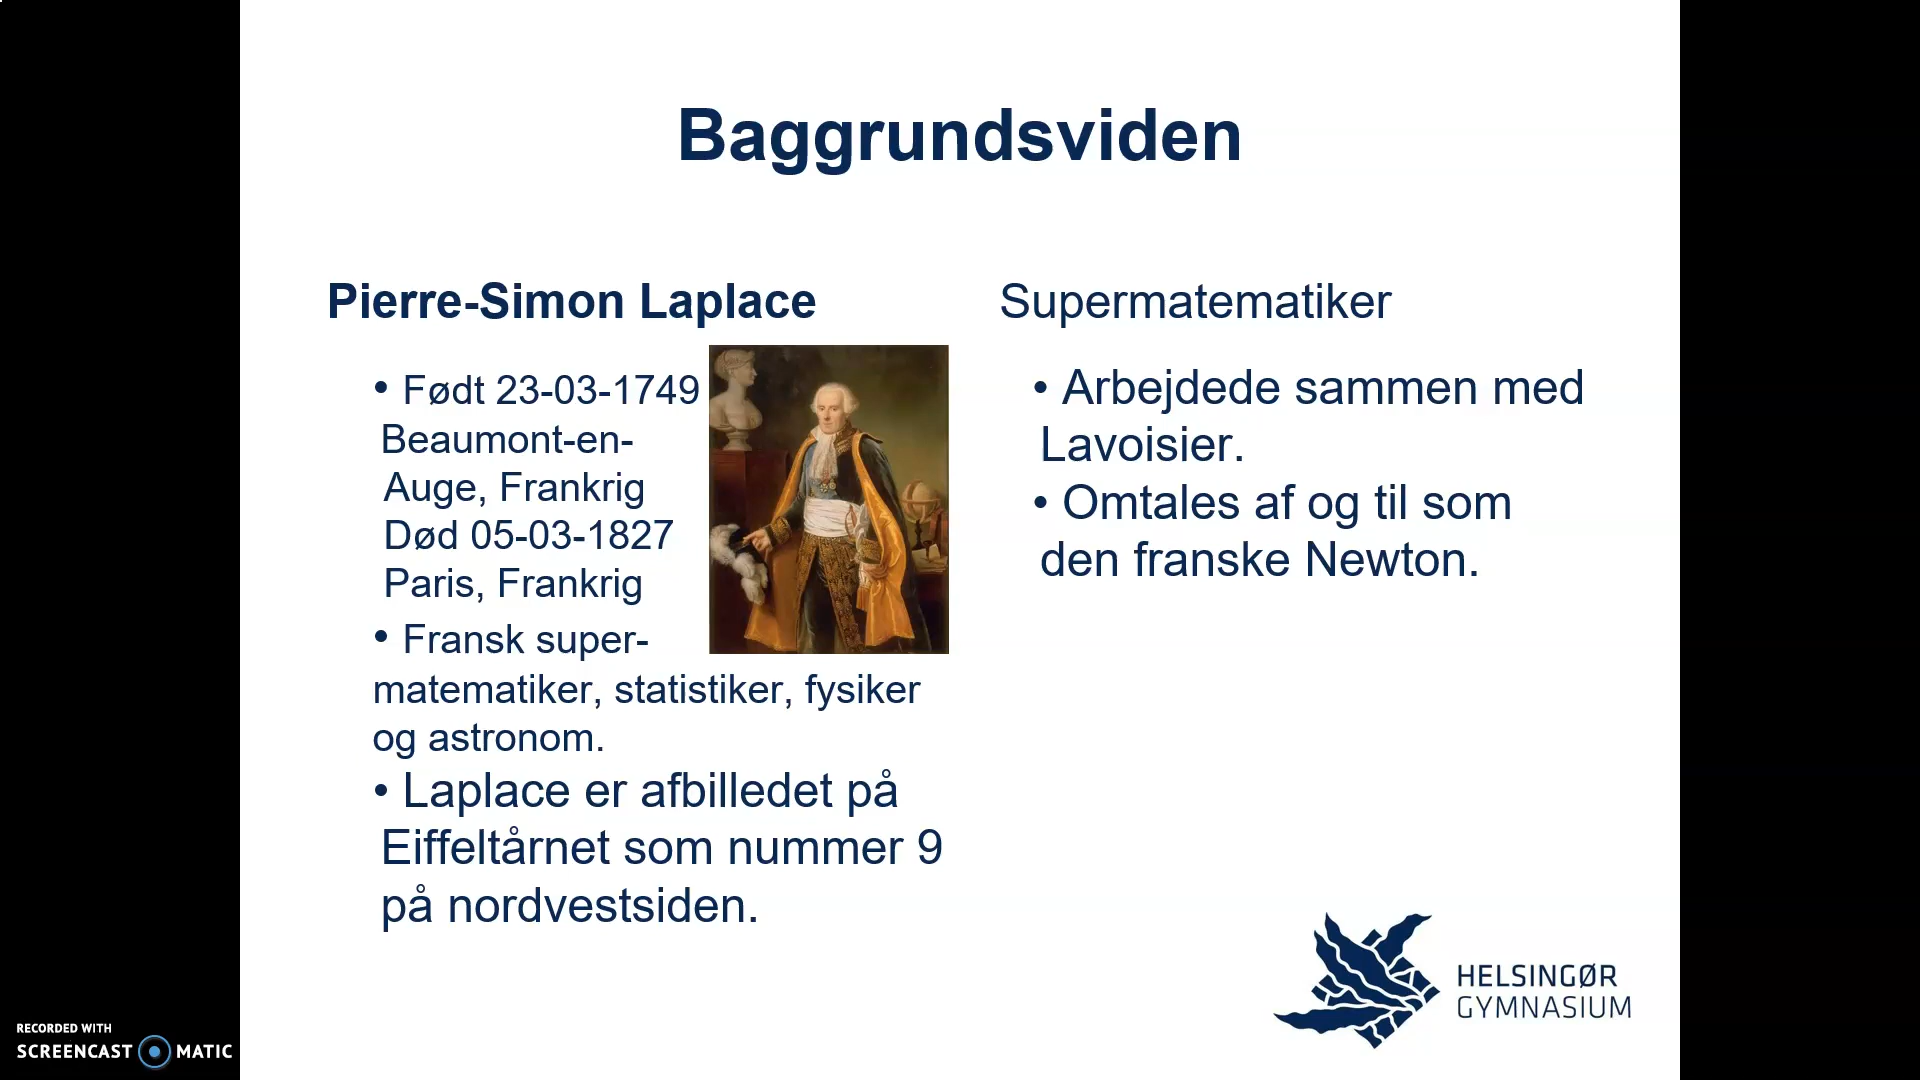 Baggrundsviden
Pierre-Simon Laplace
• Født 23-03-1749
Beaumont-en-
Auge, Frankrig
Død 05-03-1827
Paris, Frankrig
• Fransk super-
matematiker, statistiker, fysiker
og astronom.
• Laplace er afbilledet på
Eiffeltårnet som nummer 9
på nordvestsiden.
Supermatematiker
• Arbejdede sammen med
Lavoisier.
• Omtales af og til som
den franske Newton.
HELSINGØR
GYMNASIUM
RECORDED WITH
SCREENCAST MATIC